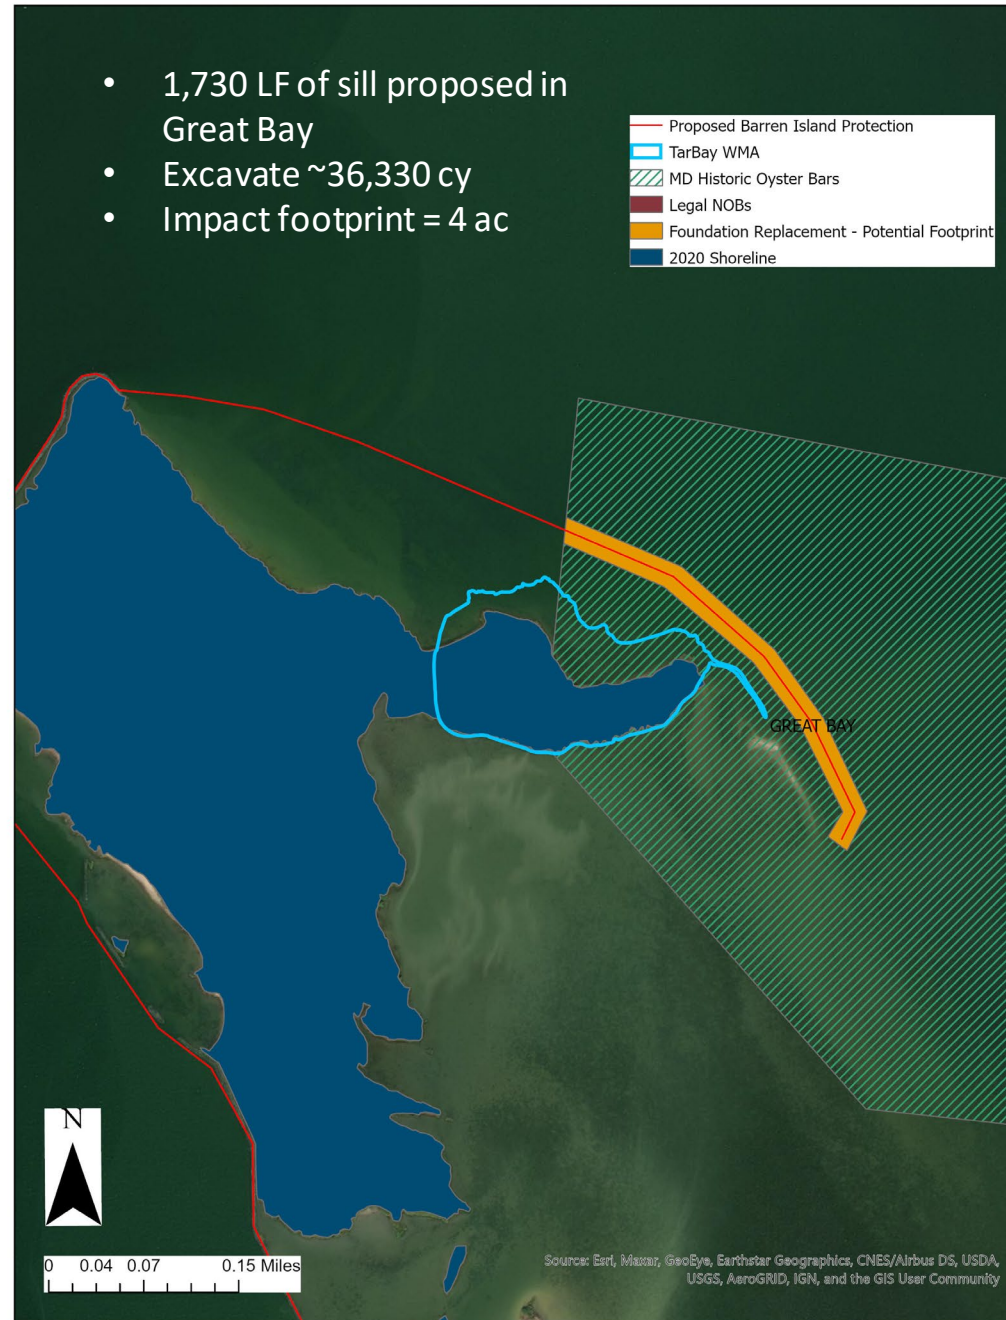 • 1,730 LF of sill proposed in
Great Bay
• Excavate ~36,330 cy
• Impact footprint = 4 ac
Proposed Barren Island Protection
TarBay WMA
MD Historic Oyster Bars
Legal NOBs
Foundation Replacement - Potential Footprint
2020 Shoreline
GREAT BAY
N
0 0.04 0.07 0.15 Miles
Source: Esri, Maxar, GeoEye, Earthstar Geographics, CNES/Airbus DS, USDA,
USGS, AeroGRID, IGN, and the GIS User Community